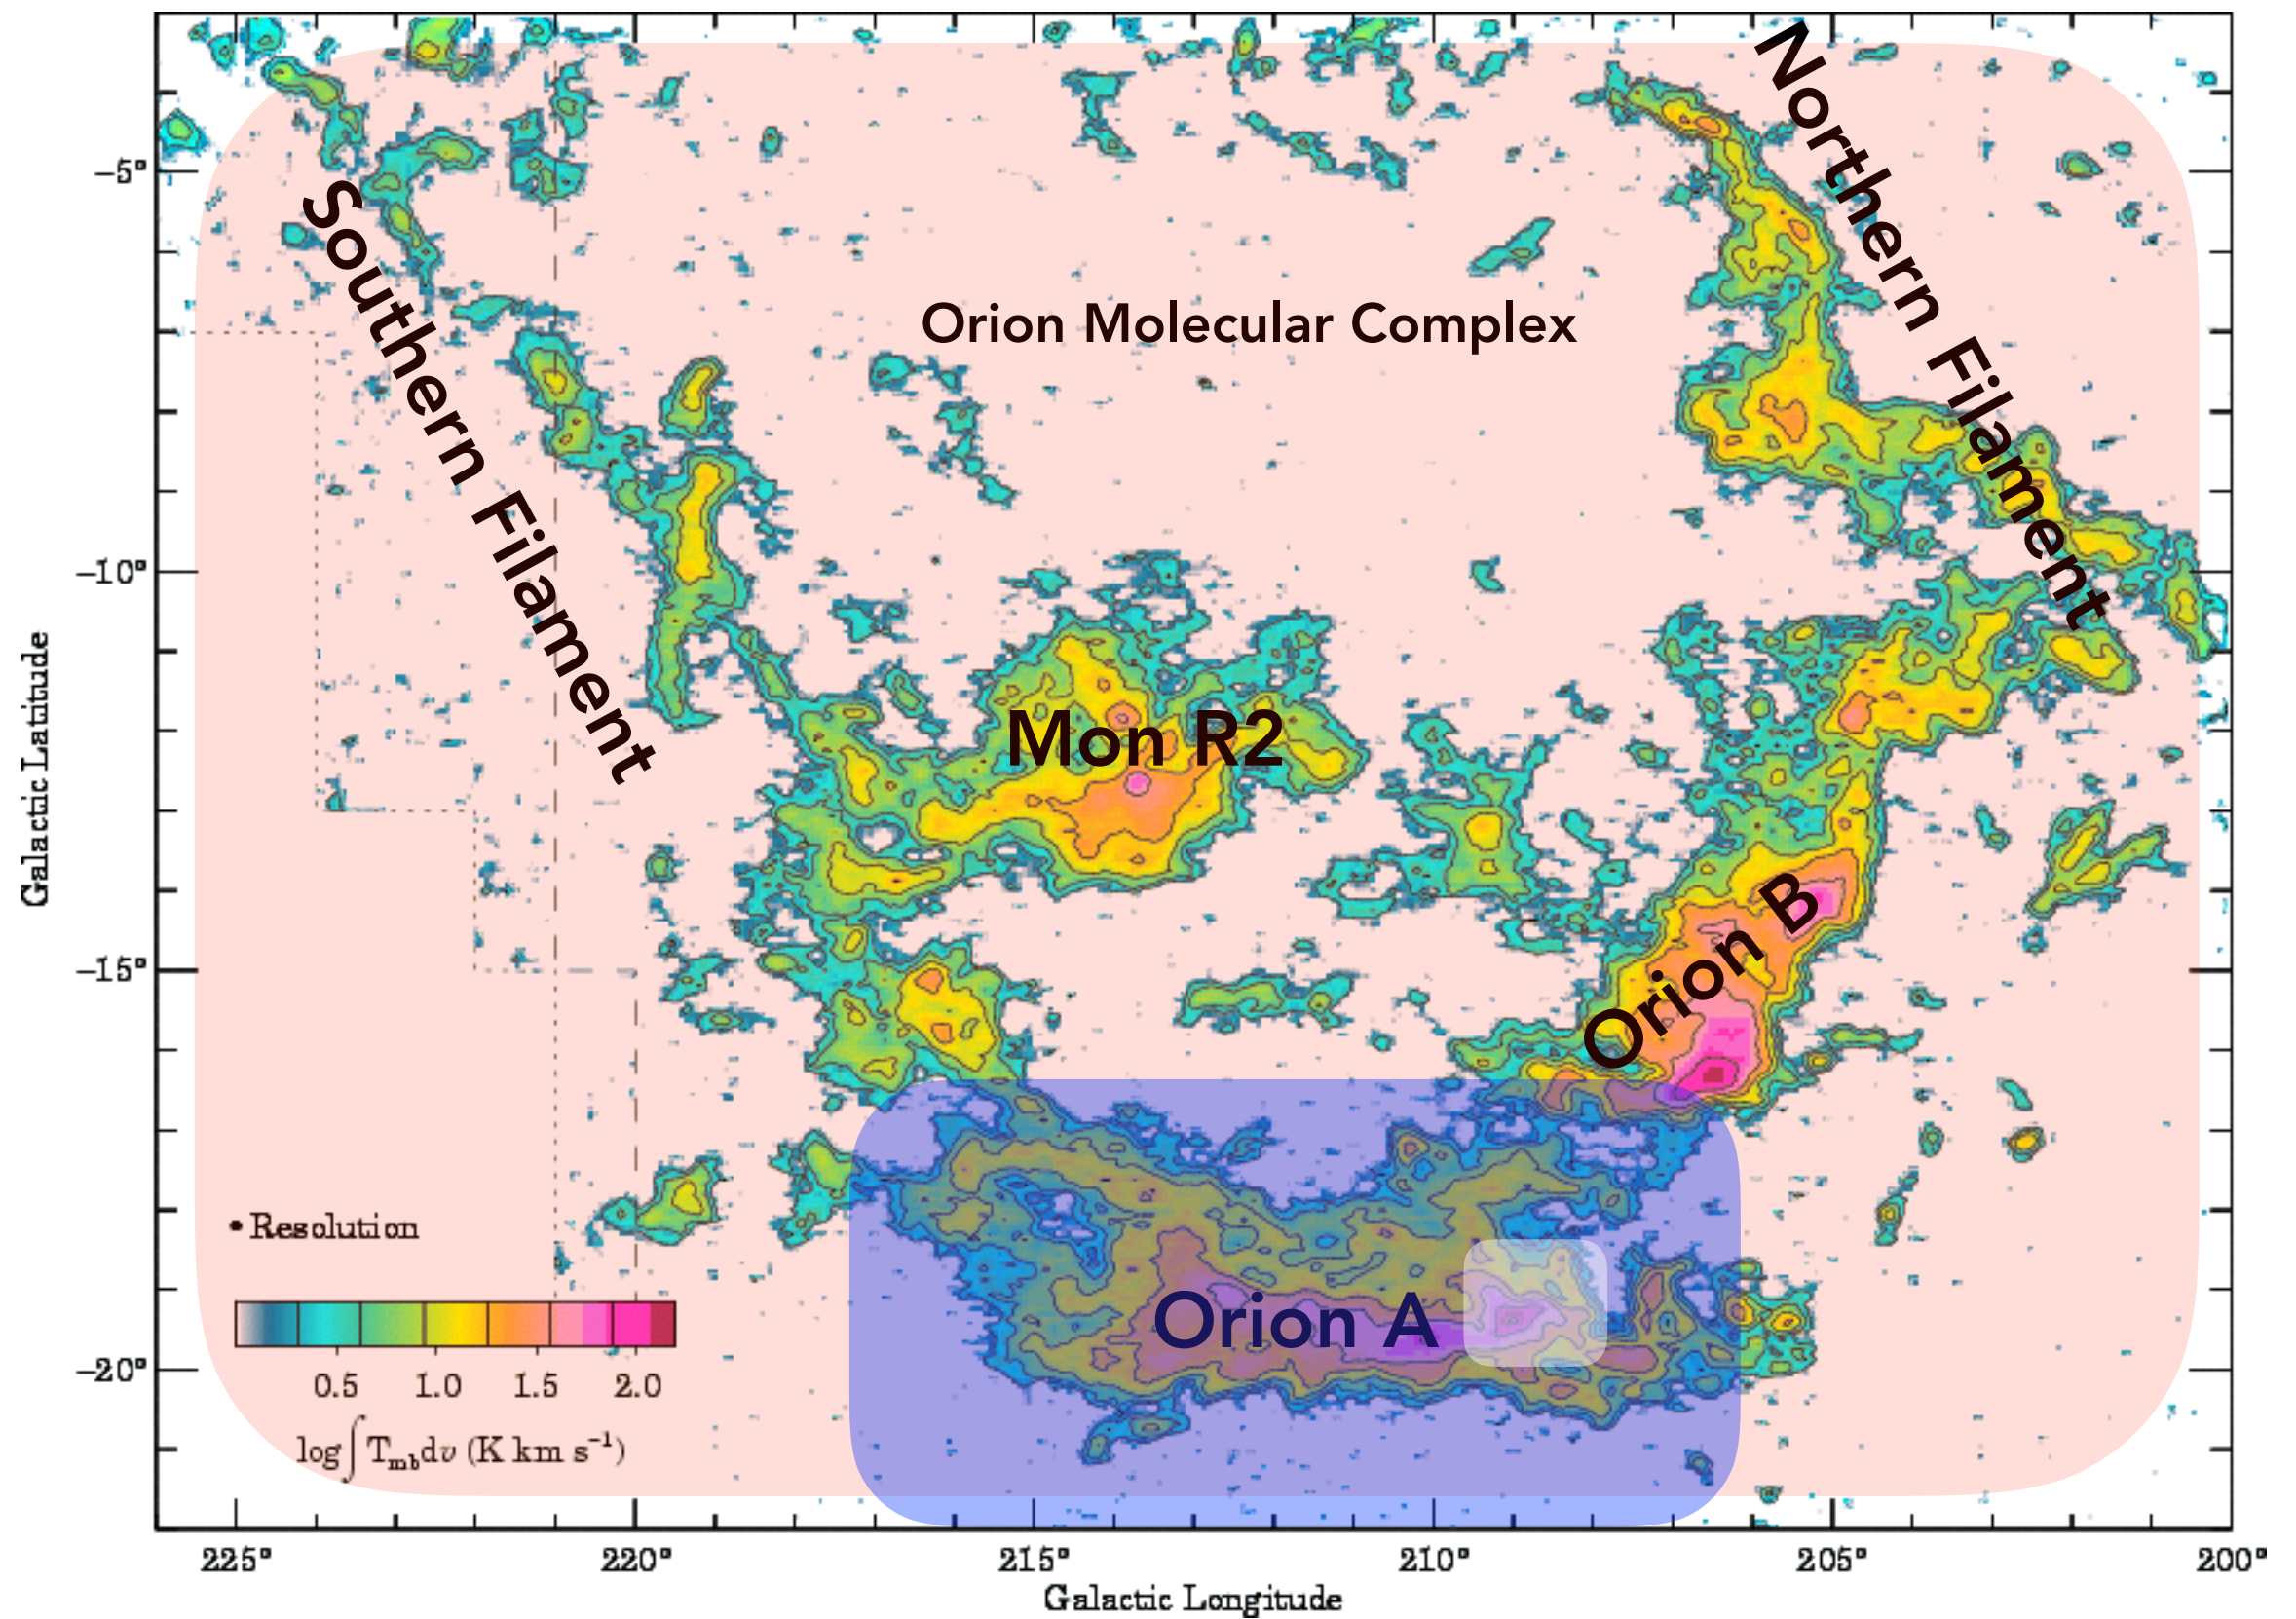 Northern Filament
−5°
Southern Filament
Orion Molecular Complex
−10°
Galactic Latitude
Mon R2
Orion B
−15°
Resolution
Orion A
−20°
0.5 1.0 1.5 2.0
log∫T_mb dv (K km s⁻¹)
225° 220° 215° 210° 205° 200°
Galactic Longitude